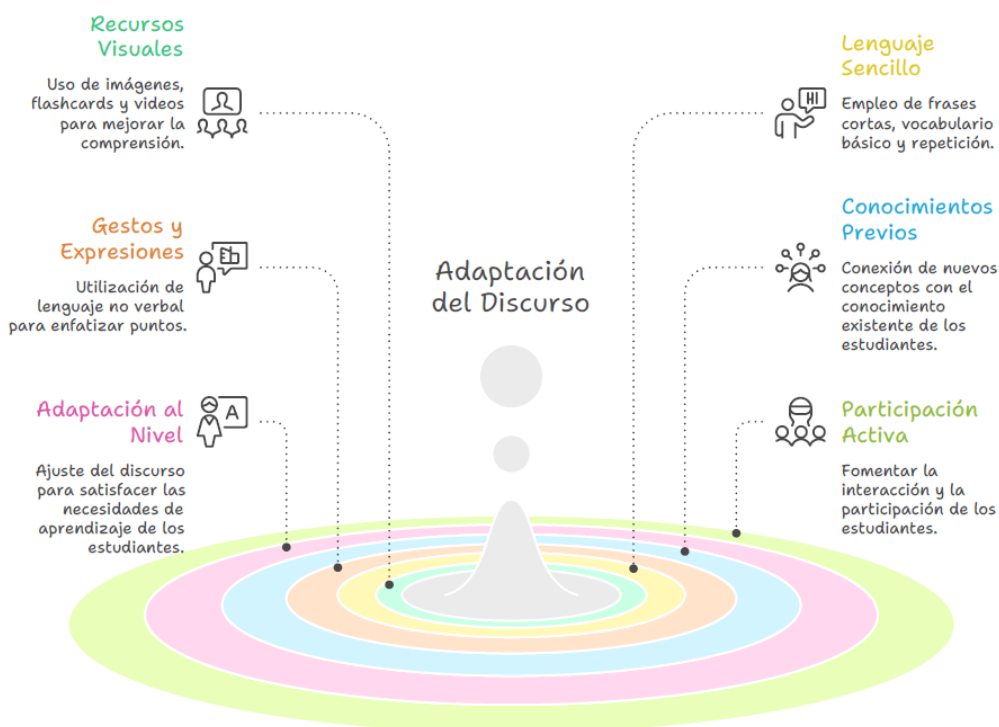 Recursos
Visuales
Uso de imágenes,
flashcards y videos
para mejorar la
comprensión.
Gestos y
Expresiones
Utilización de
lenguaje no verbal
para enfatizar puntos.
Adaptación al
Nivel
A
Ajuste del discurso
para satisfacer las
necesidades de
aprendizaje de los
estudiantes.
Adaptación
del Discurso
Lenguaje
Sencillo
HI
Empleo de frases
cortas, vocabulario
básico y repetición.
Conocimientos
Previos
Conexión de nuevos
conceptos con el
conocimiento
existente de los
estudiantes.
Participación
Activa
Fomentar la
interacción y la
participación de los
estudiantes.